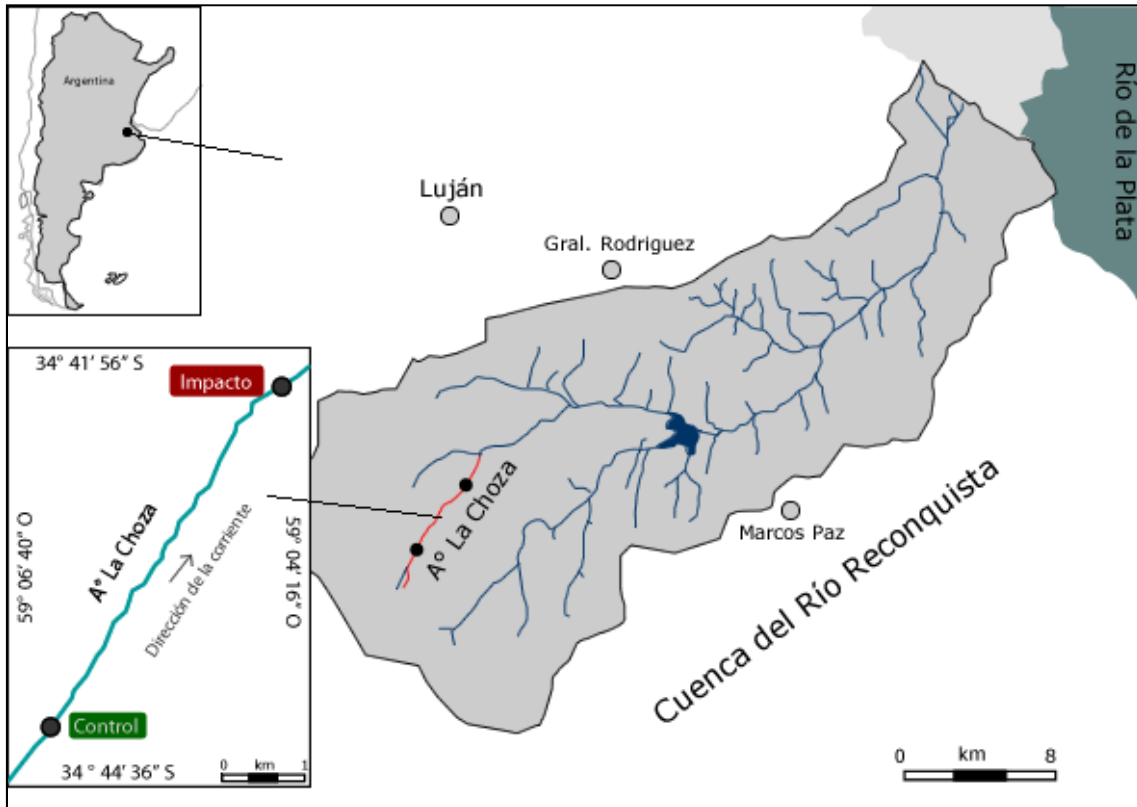 Argentina
Río de la Plata
Luján
Gral. Rodriguez
34° 41' 56" S
Impacto
A° La Choza
Dirección de la corriente
59° 06' 40" O
59° 04' 16" O
Control
34 ° 44' 36" S
0 km 1
A° La Choza
Marcos Paz
Cuenca del Río Reconquista
0 km 8